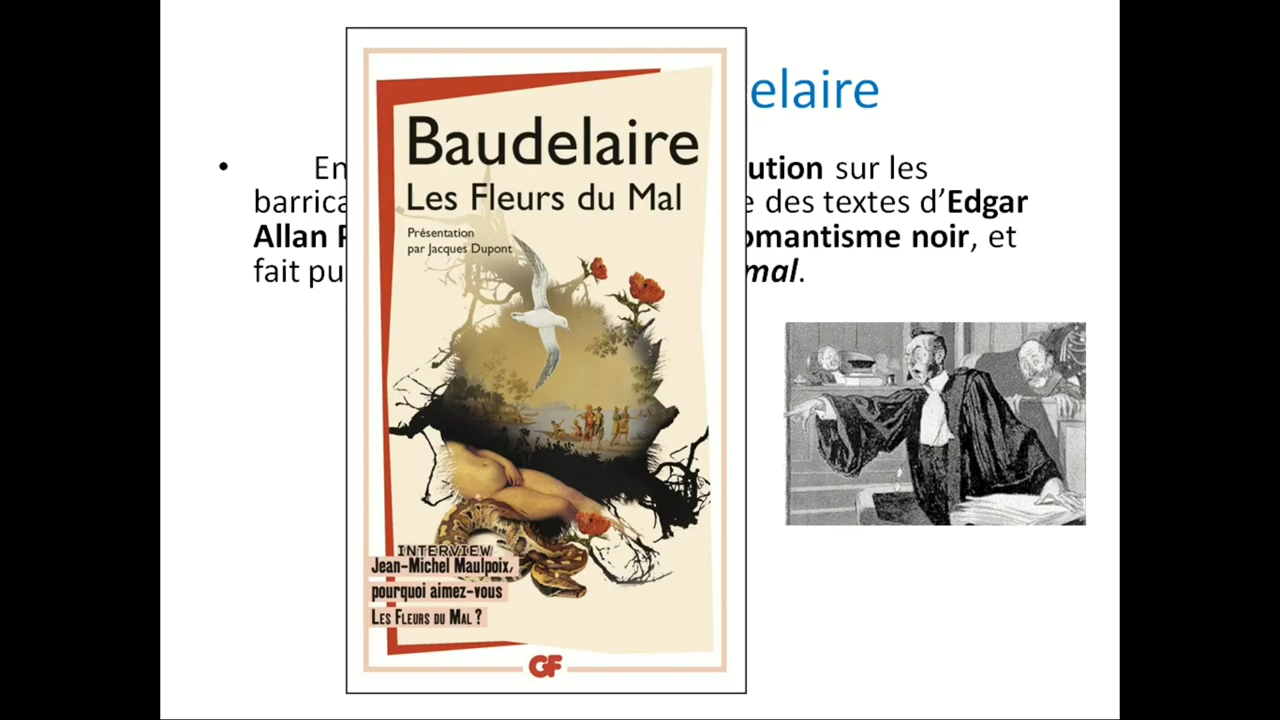 elaire
• En
ution sur les
barrica
e des textes d’Edgar
Allan P
omantisme noir, et
fait pu
mal.
Baudelaire
Les Fleurs du Mal
Présentation
par Jacques Dupont
INTERVIEW
Jean-Michel Maulpoix,
pourquoi aimez-vous
Les Fleurs du Mal ?
GF